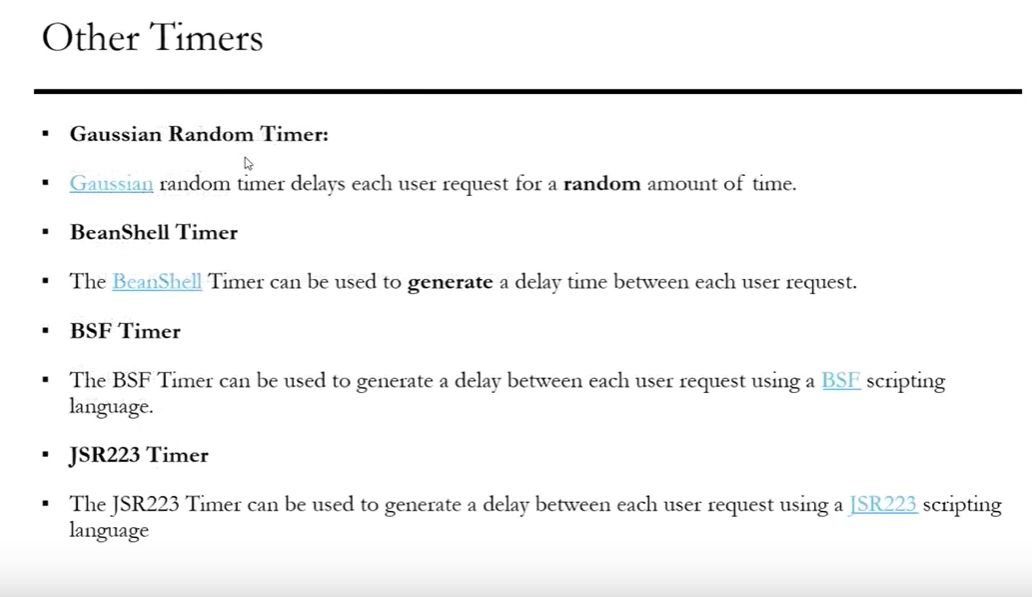 Other Timers
▪ Gaussian Random Timer:
▪ Gaussian random timer delays each user request for a random amount of time.
▪ BeanShell Timer
▪ The BeanShell Timer can be used to generate a delay time between each user request.
▪ BSF Timer
▪ The BSF Timer can be used to generate a delay between each user request using a BSF scripting
language.
▪ JSR223 Timer
▪ The JSR223 Timer can be used to generate a delay between each user request using a JSR223 scripting
language